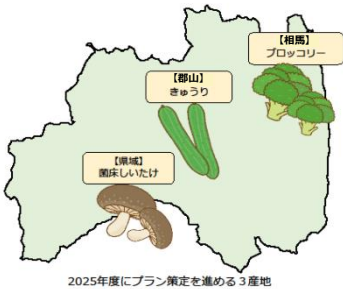 【相馬】
ブロッコリー
【郡山】
きゅうり
【県域】
菌床しいたけ
2025年度にプラン策定を進める3産地